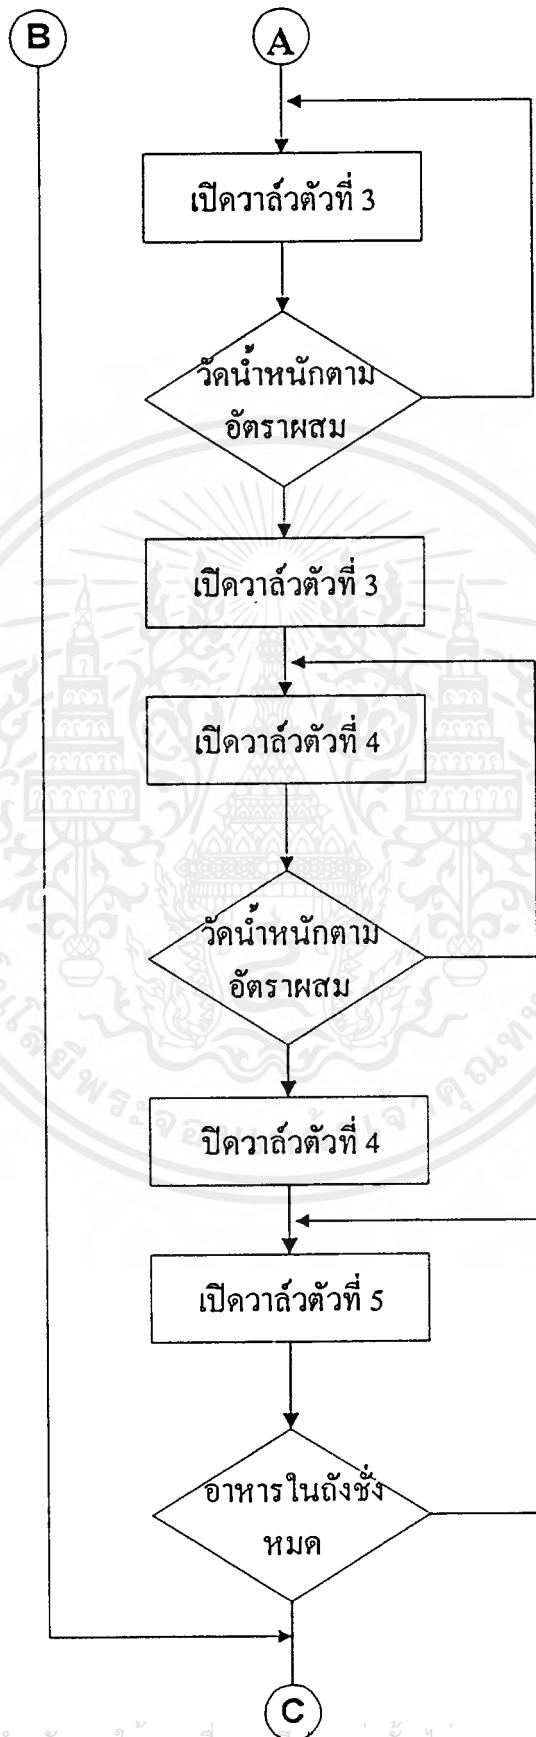 B
A
เปิดวาล์วตัวที่ 3
วัดน้ำหนักตาม
อัตราผสม
เปิดวาล์วตัวที่ 3
เปิดวาล์วตัวที่ 4
วัดน้ำหนักตาม
อัตราผสม
ปิดวาล์วตัวที่ 4
เปิดวาล์วตัวที่ 5
อาหารในถังชั่ง
หมด
C